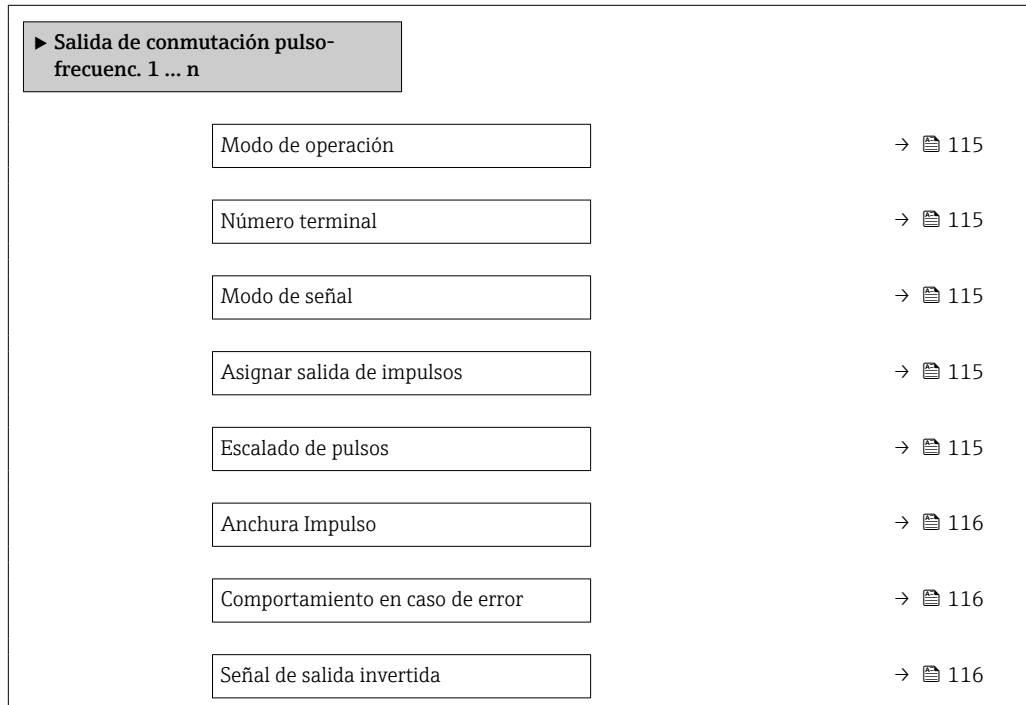 ▶ Salida de conmutación pulso-
frecuenc. 1 ... n
Modo de operación → 115
Número terminal → 115
Modo de señal → 115
Asignar salida de impulsos → 115
Escalado de pulsos → 115
Anchura Impulso → 116
Comportamiento en caso de error → 116
Señal de salida invertida → 116